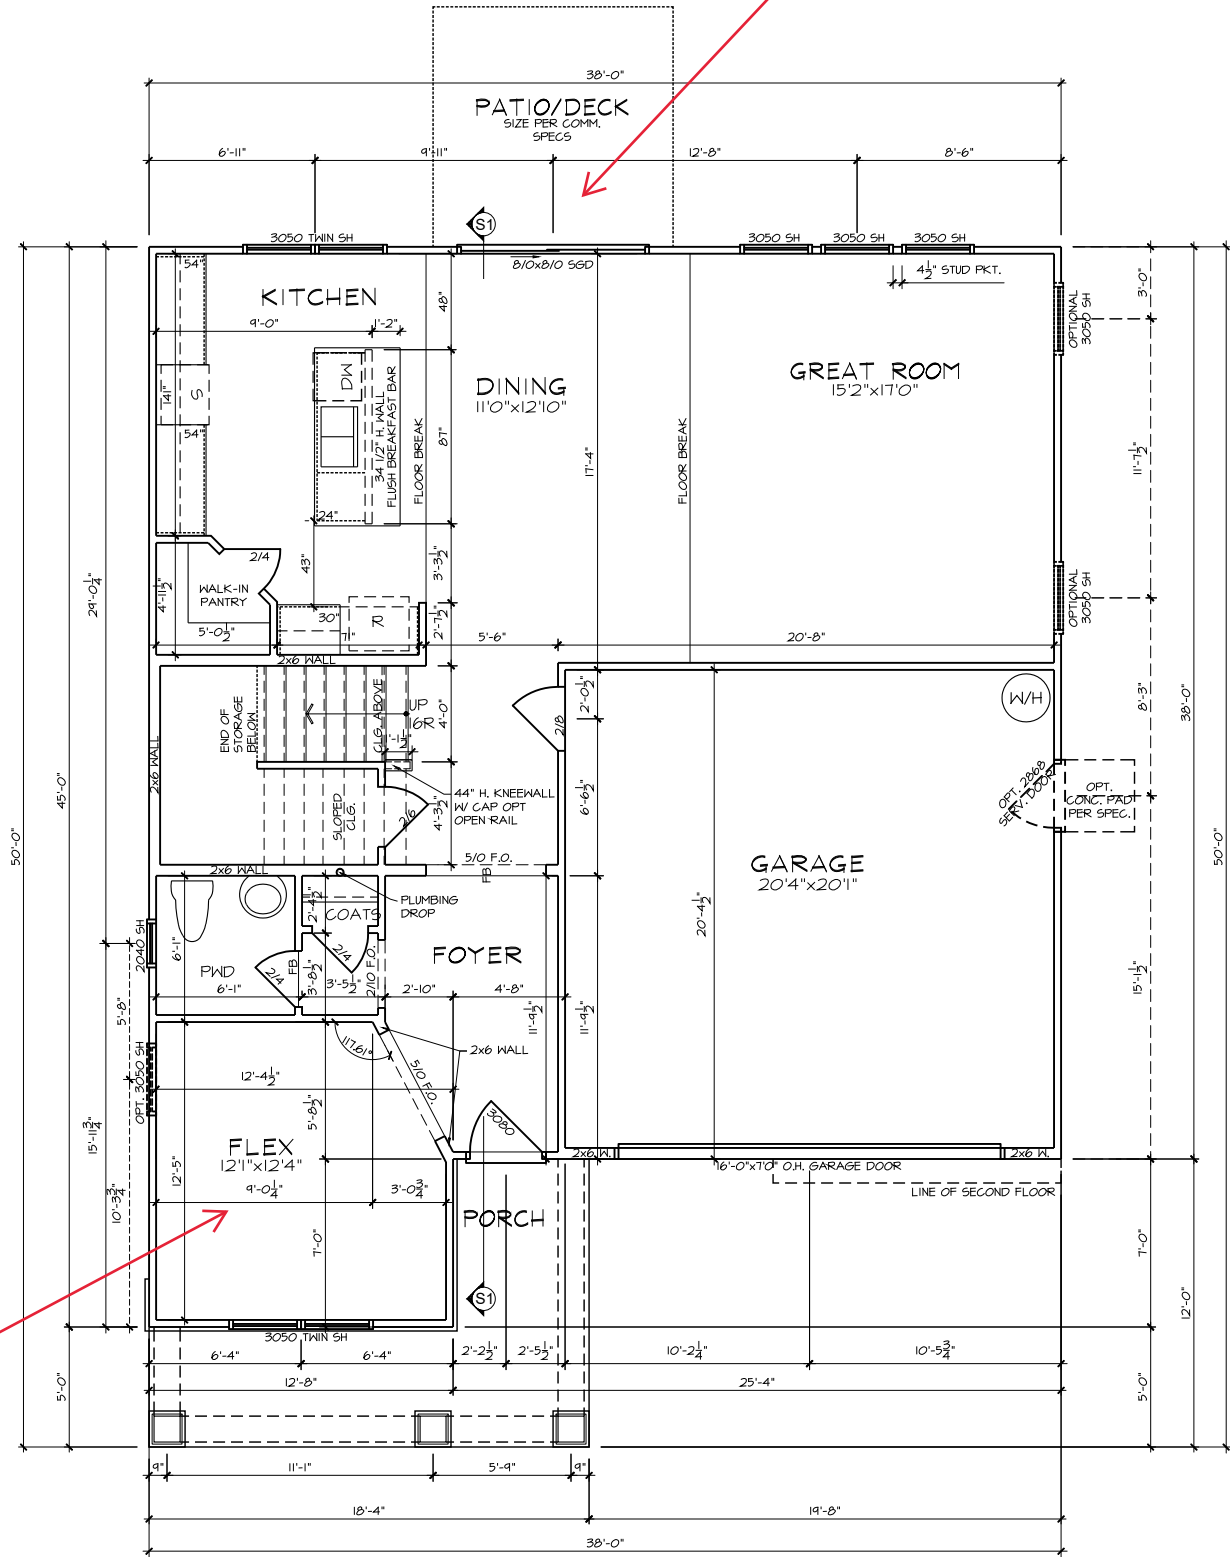 38'-0"
PATIO/DECK
SIZE PER COMM.
SPECS
6'-11"
9'-11"
12'-8"
8'-6"
S1
3050 TWIN SH
3050 SH
3050 SH
3050 SH
8/0x8/0 SGD
4½" STUD PKT.
54"
KITCHEN
48"
3'-0"
OPTIONAL
3050 SH
9'-0"
1'-2"
DW
GREAT ROOM
15'2"x17'0"
DINING
11'0"x12'10"
141"
S
34 1/2" H. WALL
FLUSH BREAKFAST BAR
FLOOR BREAK
87"
17'-4"
FLOOR BREAK
11'-7½"
54"
24"
2/4
43"
3'-3½"
29'-0¼"
4'-11½"
WALK-IN
PANTRY
OPTIONAL
3050 SH
30"
R
71"
2'-7½"
5'-0½"
5'-6"
20'-8"
2x6 WALL
2'-0½"
W/H
8'-3"
38'-0"
END OF
STORAGE
BELOW
CLG. ABOVE
UP
16R
4'-0"
2/8
2x6 WALL
45'-0"
44" H. KNEEWALL
W/ CAP OPT
OPEN RAIL
SLOPED
CLG.
2/6
4'-3½"
6'-6½"
OPT. 2868
SERV. DOOR
OPT.
CONC. PAD
PER SPEC.
50'-0"
50'-0"
5/0 F.O.
FB
GARAGE
20'4"x20'1"
2x6 WALL
PLUMBING
DROP
2'-4½"
COATS
20'-4½"
2040 SH
6'-1"
FOYER
PWD
2/4
FB
2/4
3'-8½"
3'-5½"
2/10 F.O.
15'-1½"
6'-1"
2'-10"
4'-8"
5'-8"
11'-9½"
11'-9½"
117.61°
2x6 WALL
OPT. 3050 SH
12'-4½"
5/0 F.O.
5'-8½"
3080
15'-11¾"
FLEX
12'1"x12'4"
12'-5"
2x6 W.
2x6 W.
16'-0"x7'0" O.H. GARAGE DOOR
LINE OF SECOND FLOOR
10'-3¾"
9'-0¼"
3'-0¾"
PORCH
7'-0"
7'-0"
S1
12'-0"
3050 TWIN SH
6'-4"
6'-4"
2'-2½"
2'-5½"
10'-2¼"
10'-5¾"
12'-8"
25'-4"
5'-0"
5'-0"
9"
11'-1"
5'-9"
9"
18'-4"
19'-8"
38'-0"